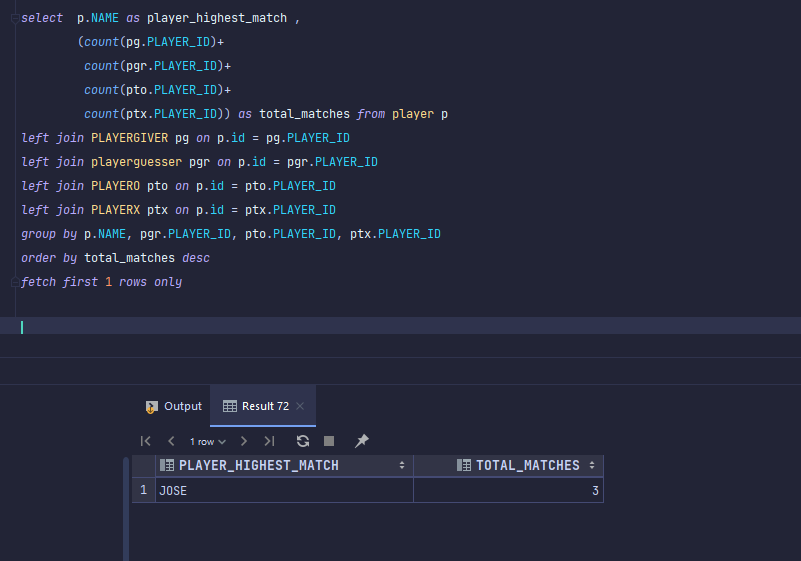 select  p.NAME as player_highest_match ,
        (count(pg.PLAYER_ID)+
         count(pgr.PLAYER_ID)+
         count(pto.PLAYER_ID)+
         count(ptx.PLAYER_ID)) as total_matches from player p
left join PLAYERGIVER pg on p.id = pg.PLAYER_ID
left join playerguesser pgr on p.id = pgr.PLAYER_ID
left join PLAYERO pto on p.id = pto.PLAYER_ID
left join PLAYERX ptx on p.id = ptx.PLAYER_ID
group by p.NAME, pgr.PLAYER_ID, pto.PLAYER_ID, ptx.PLAYER_ID
order by total_matches desc
fetch first 1 rows only
Output Result 72
1 row
PLAYER_HIGHEST_MATCH TOTAL_MATCHES
1 JOSE 3